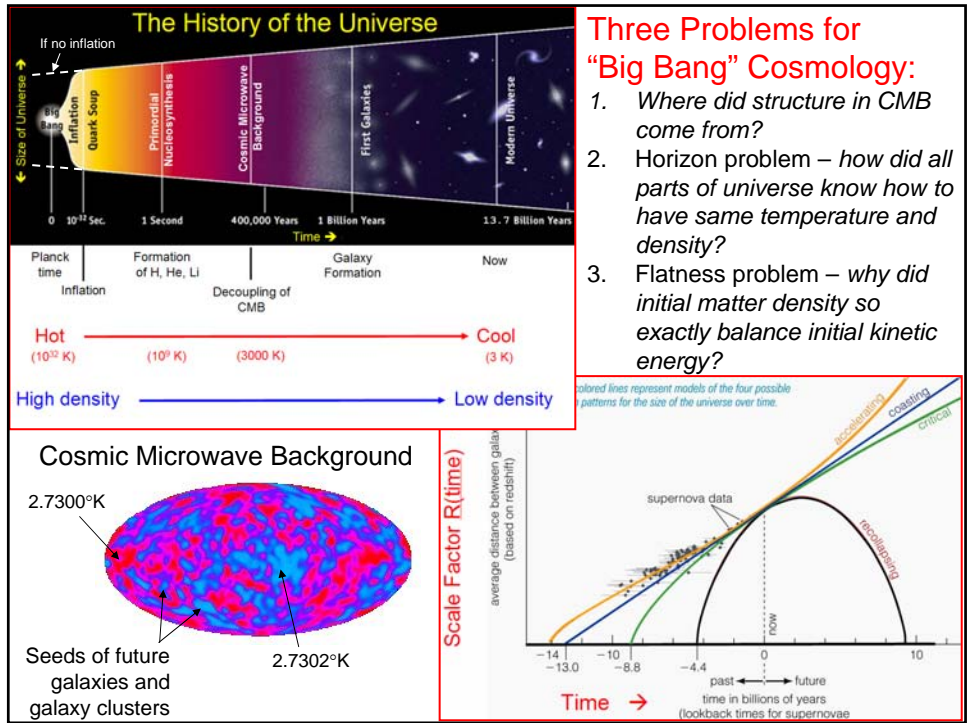 The History of the Universe
If no inflation
← Size of Universe →
Big
Bang
Inflation
Quark Soup
Primordial
Nucleosynthesis
Cosmic Microwave
Background
First Galaxies
Modern Universe
0
10⁻³² Sec.
1 Second
400,000 Years
1 Billion Years
13.7 Billion Years
Time →
Planck
time
Inflation
Formation
of H, He, Li
Decoupling of
CMB
Galaxy
Formation
Now
Hot
Cool
(10³² K)
(10⁹ K)
(3000 K)
(3 K)
High density
Low density
Three Problems for
“Big Bang” Cosmology:
1. Where did structure in CMB
come from?
2. Horizon problem – how did all
parts of universe know how to
have same temperature and
density?
3. Flatness problem – why did
initial matter density so
exactly balance initial kinetic
energy?
Cosmic Microwave Background
2.7300°K
2.7302°K
Seeds of future
galaxies and
galaxy clusters
colored lines represent models of the four possible
patterns for the size of the universe over time.
Scale Factor R(time)
average distance between
(based on redshift)
accelerating
coasting
critical
supernova data
recollapsing
now
−14
−13.0
−10
−8.8
−4.4
0
10
past
future
Time →
time in billions of years
(lookback times for supernovae